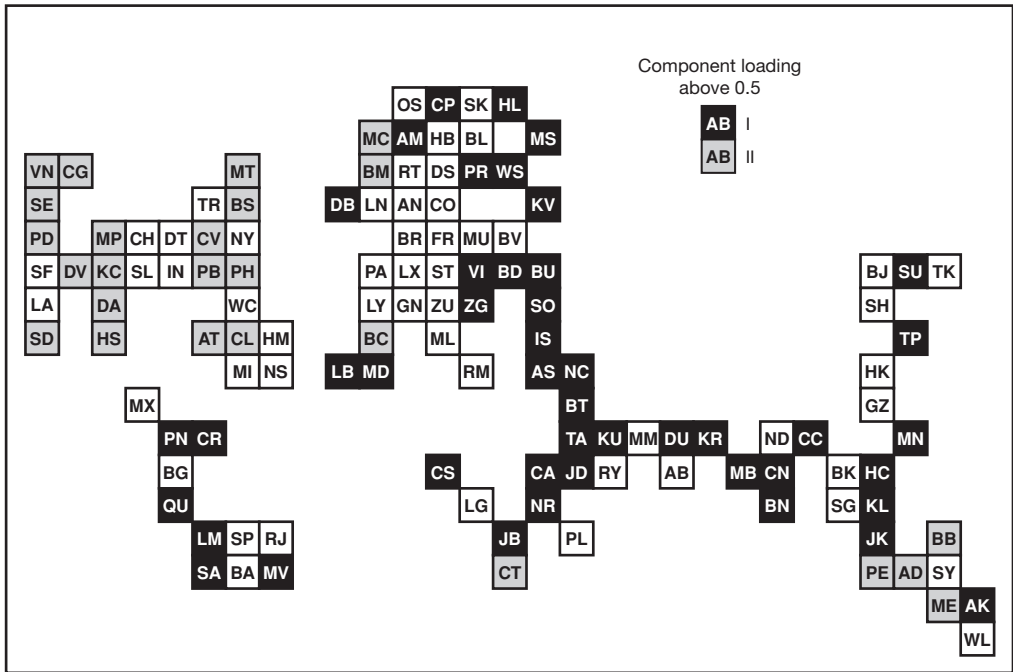 Component loading
above 0.5
AB I
AB II
OS CP SK HL
MC AM HB BL MS
VN CG MT BM RT DS PR WS
SE TR BS DB LN AN CO KV
PD MP CH DT CV NY BR FR MU BV
SF DV KC SL IN PB PH PA LX ST VI BD BU BJ SU TK
LA DA WC LY GN ZU ZG SO SH
SD HS AT CL HM BC ML IS TP
MI NS LB MD RM AS NC HK
MX BT GZ
PN CR TA KU MM DU KR ND CC MN
BG CS CA JD RY AB MB CN BK HC
QU LG NR BN SG KL
LM SP RJ JB PL JK BB
SA BA MV CT PE AD SY
ME AK
WL